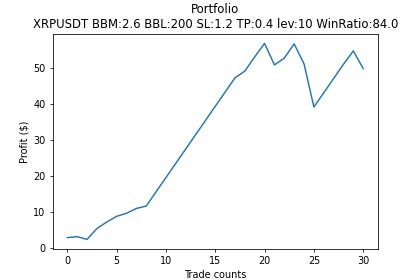 Portfolio
XRPUSDT BBM:2.6 BBL:200 SL:1.2 TP:0.4 lev:10 WinRatio:84.0
50
40
30
20
10
0
Profit ($)
0 5 10 15 20 25 30
Trade counts